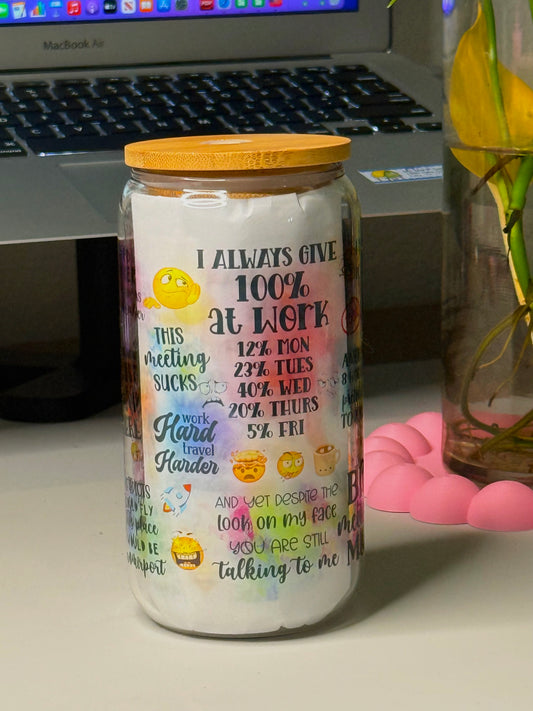 MacBook Air
I ALWAYS GIVE
100%
at WORK
12% MON
23% TUES
40% WED
20% THURS
5% FRI
THIS
meeting
SUCKS
work
Hard
travel
Harder
AND YET DESPITE THE
look on my face
YOU ARE STILL
talking to me